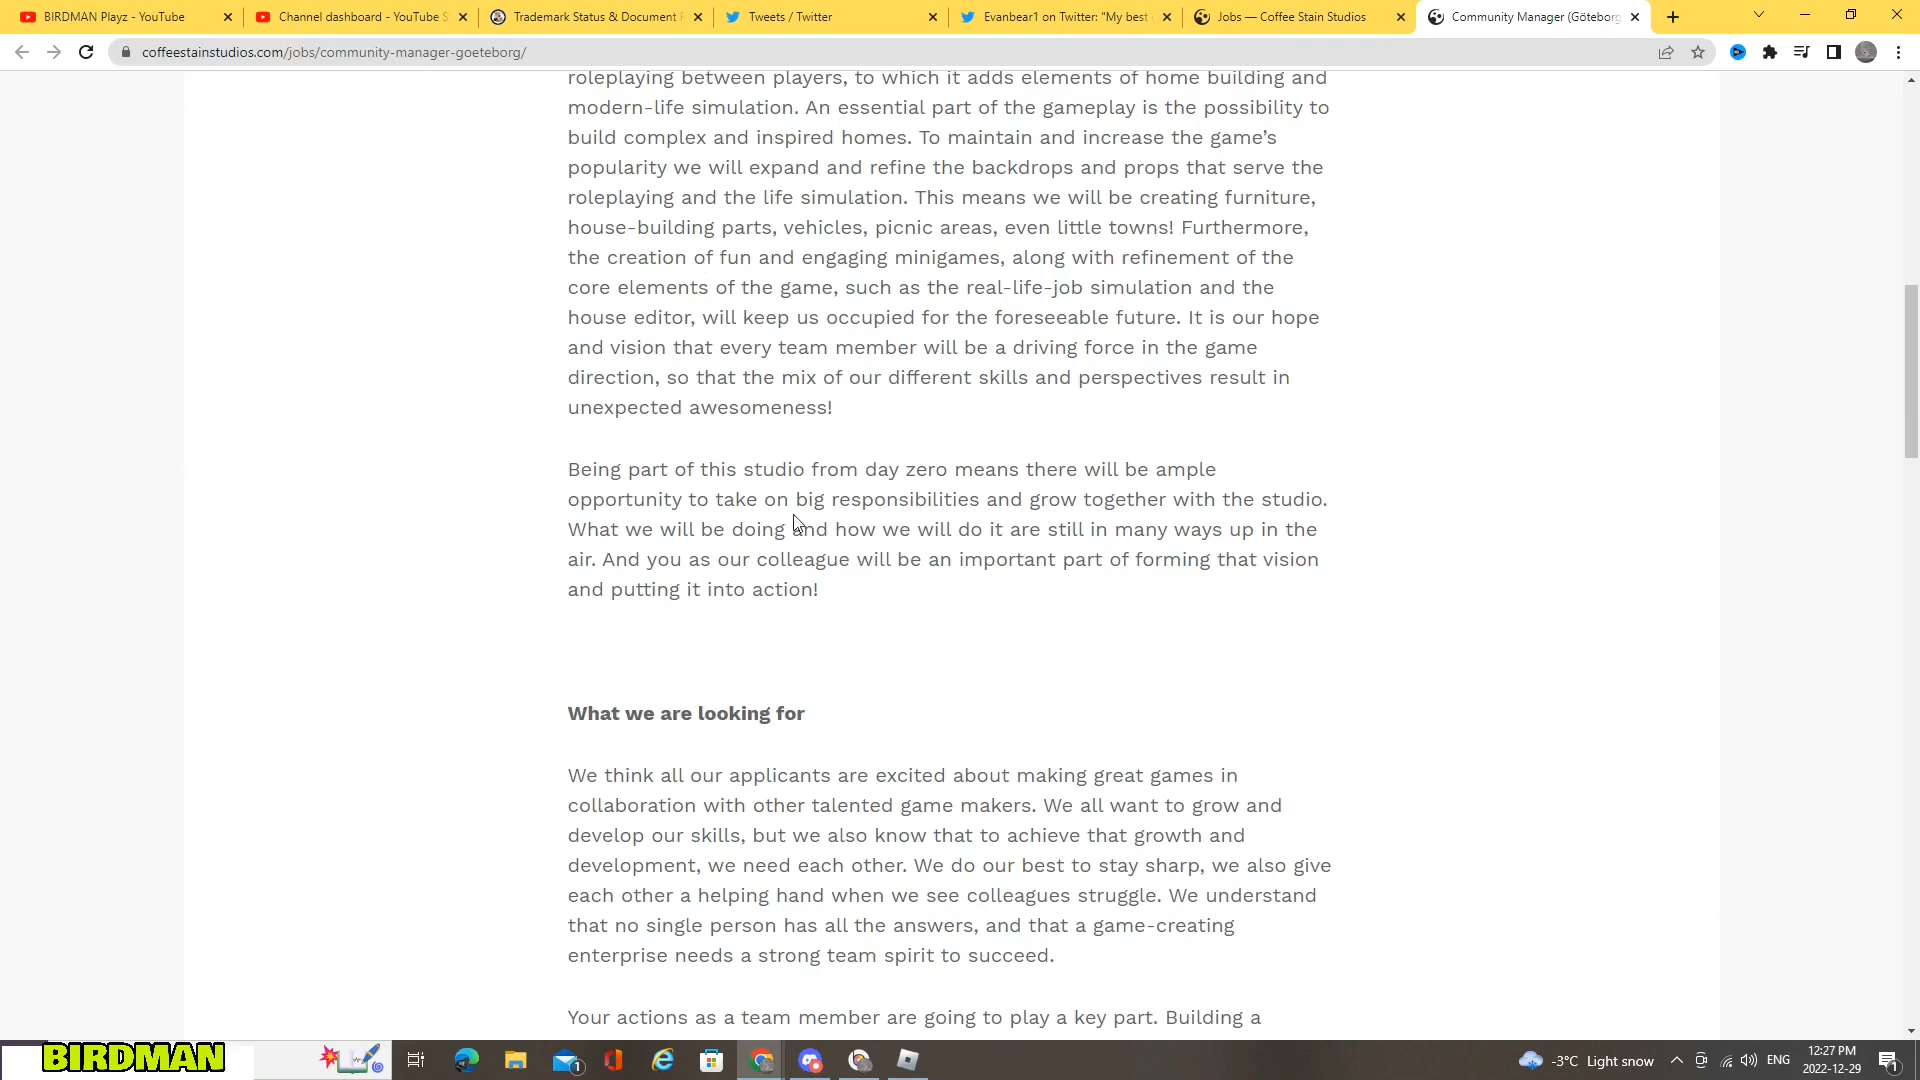 BIRDMAN Playz - YouTube
Channel dashboard - YouTube S
Trademark Status & Document R
Tweets / Twitter
Evanbear1 on Twitter: "My best
Jobs — Coffee Stain Studios
Community Manager (Göteborg
coffeestainstudios.com/jobs/community-manager-goeteborg/
roleplaying between players, to which it adds elements of home building and
modern-life simulation. An essential part of the gameplay is the possibility to
build complex and inspired homes. To maintain and increase the game's
popularity we will expand and refine the backdrops and props that serve the
roleplaying and the life simulation. This means we will be creating furniture,
house-building parts, vehicles, picnic areas, even little towns! Furthermore,
the creation of fun and engaging minigames, along with refinement of the
core elements of the game, such as the real-life-job simulation and the
house editor, will keep us occupied for the foreseeable future. It is our hope
and vision that every team member will be a driving force in the game
direction, so that the mix of our different skills and perspectives result in
unexpected awesomeness!
Being part of this studio from day zero means there will be ample
opportunity to take on big responsibilities and grow together with the studio.
What we will be doing and how we will do it are still in many ways up in the
air. And you as our colleague will be an important part of forming that vision
and putting it into action!
What we are looking for
We think all our applicants are excited about making great games in
collaboration with other talented game makers. We all want to grow and
develop our skills, but we also know that to achieve that growth and
development, we need each other. We do our best to stay sharp, we also give
each other a helping hand when we see colleagues struggle. We understand
that no single person has all the answers, and that a game-creating
enterprise needs a strong team spirit to succeed.
Your actions as a team member are going to play a key part. Building a
BIRDMAN
1
-3°C Light snow
ENG
12:27 PM
2022-12-29
1